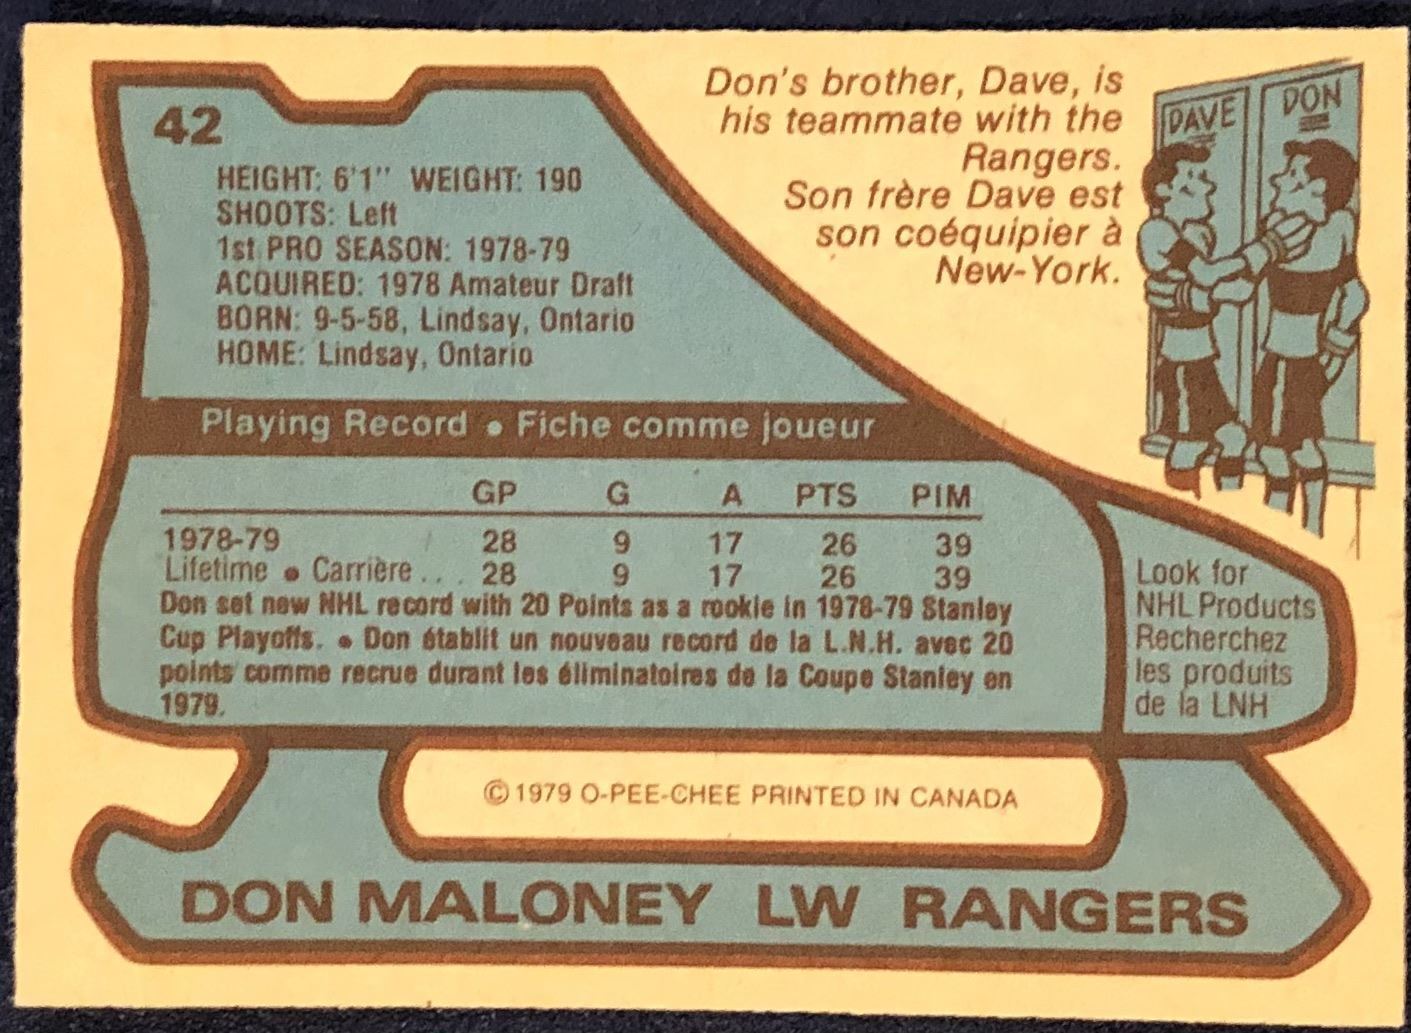 42
HEIGHT: 6'1" WEIGHT: 190
SHOOTS: Left
1st PRO SEASON: 1978-79
ACQUIRED: 1978 Amateur Draft
BORN: 9-5-58, Lindsay, Ontario
HOME: Lindsay, Ontario
Don's brother, Dave, is
his teammate with the
Rangers.
Son frère Dave est
son coéquipier à
New-York.
DAVE
DON
Playing Record • Fiche comme joueur
GP G A PTS PIM
1978-79 28 9 17 26 39
Lifetime • Carrière ... 28 9 17 26 39
Don set new NHL record with 20 Points as a rookie in 1978-79 Stanley
Cup Playoffs. • Don établit un nouveau record de la L.N.H. avec 20
points comme recrue durant les éliminatoires de la Coupe Stanley en
1979.
Look for
NHL Products
Recherchez
les produits
de la LNH
© 1979 O-PEE-CHEE PRINTED IN CANADA
DON MALONEY LW RANGERS